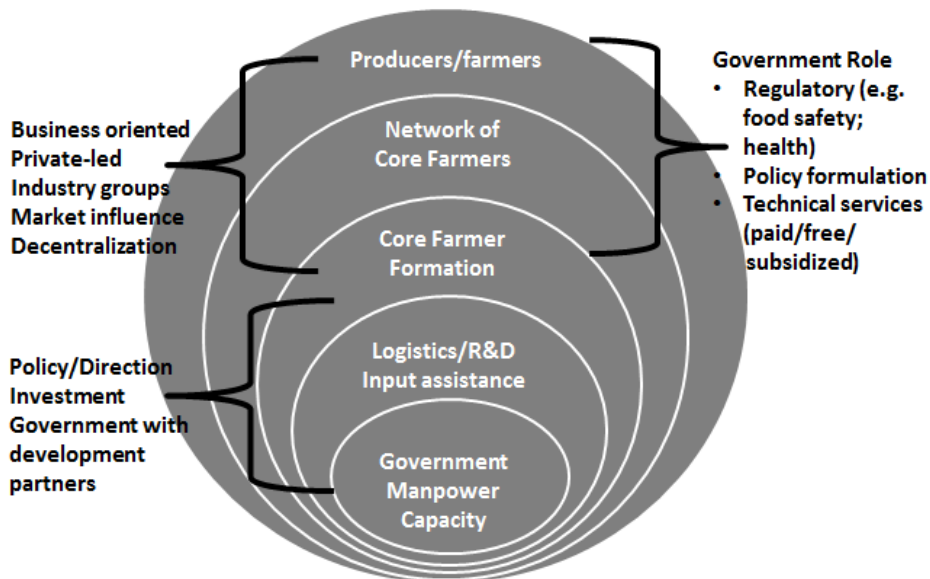 Producers/farmers
Network of
Core Farmers
Core Farmer
Formation
Logistics/R&D
Input assistance
Government
Manpower
Capacity
Business oriented
Private-led
Industry groups
Market influence
Decentralization
Policy/Direction
Investment
Government with
development
partners
Government Role
• Regulatory (e.g.
food safety;
health)
• Policy formulation
• Technical services
(paid/free/
subsidized)